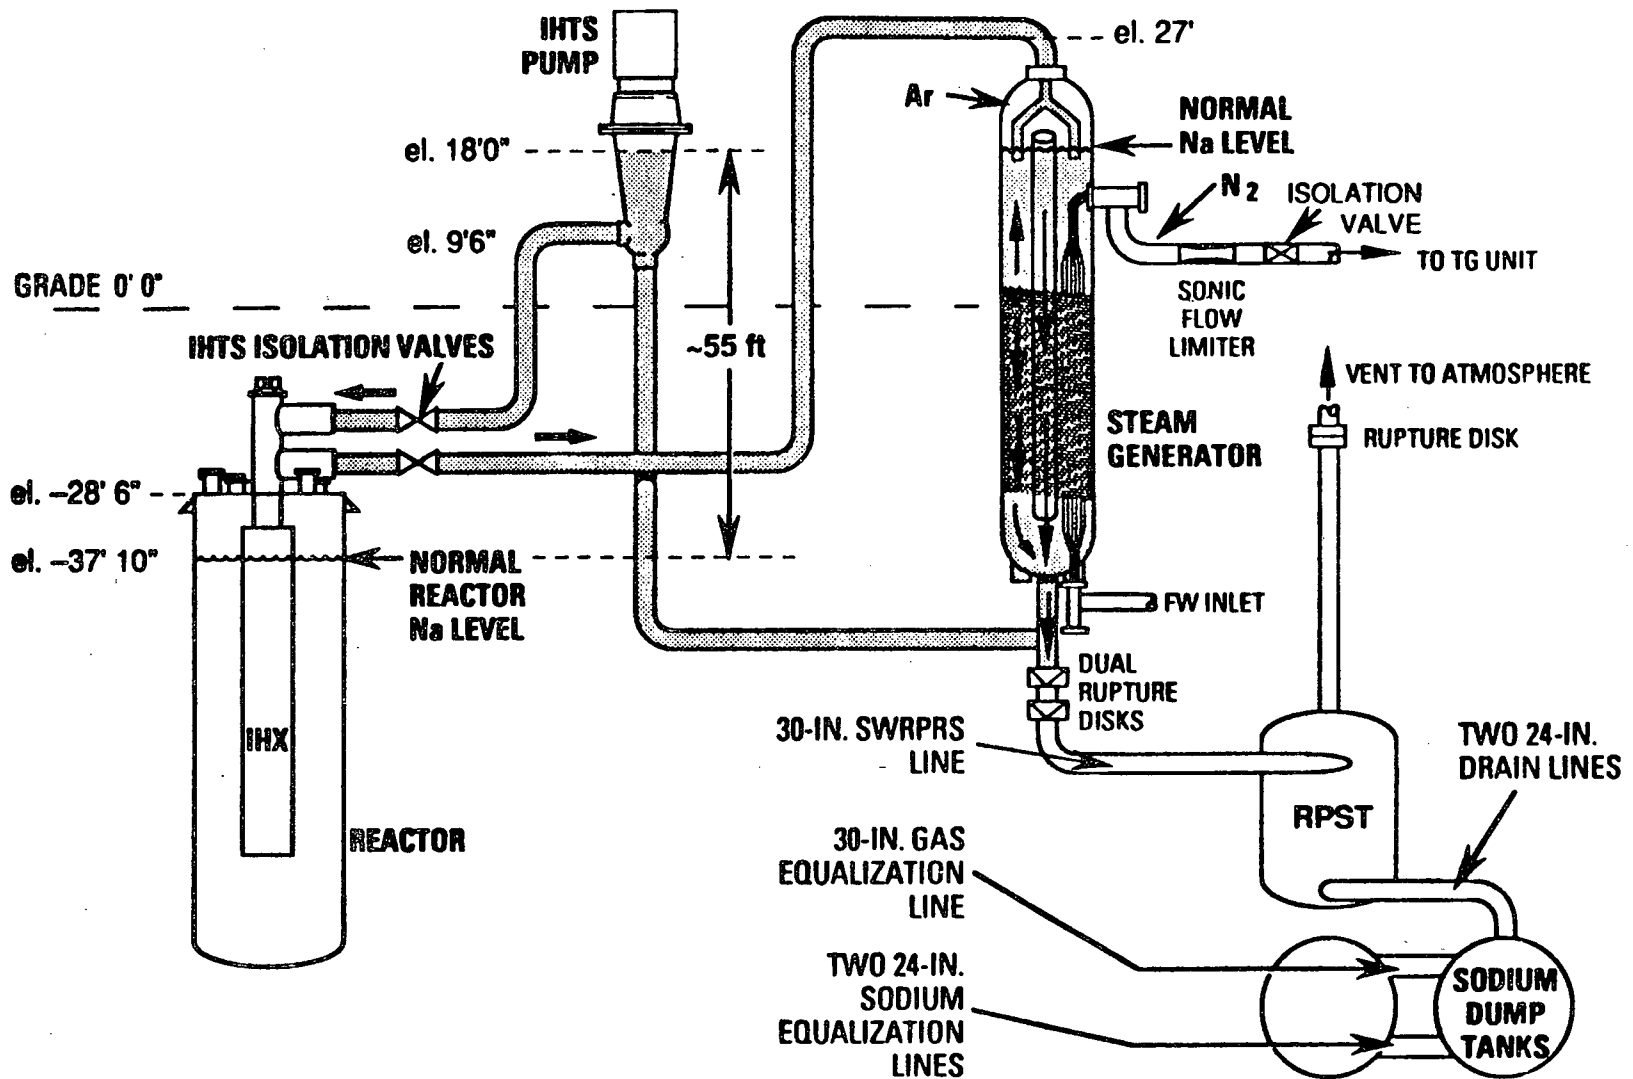 IHTS
PUMP
el. 27'
Ar
NORMAL
Na LEVEL
el. 18'0"
N2
ISOLATION
VALVE
el. 9'6"
TO TG UNIT
GRADE 0' 0"
SONIC
FLOW
LIMITER
IHTS ISOLATION VALVES
~55 ft
VENT TO ATMOSPHERE
STEAM
GENERATOR
RUPTURE DISK
el. –28' 6"
el. –37' 10"
NORMAL
REACTOR
Na LEVEL
FW INLET
DUAL
RUPTURE
DISKS
30-IN. SWRPRS
LINE
IHX
TWO 24-IN.
DRAIN LINES
RPST
REACTOR
30-IN. GAS
EQUALIZATION
LINE
TWO 24-IN.
SODIUM
EQUALIZATION
LINES
SODIUM
DUMP
TANKS